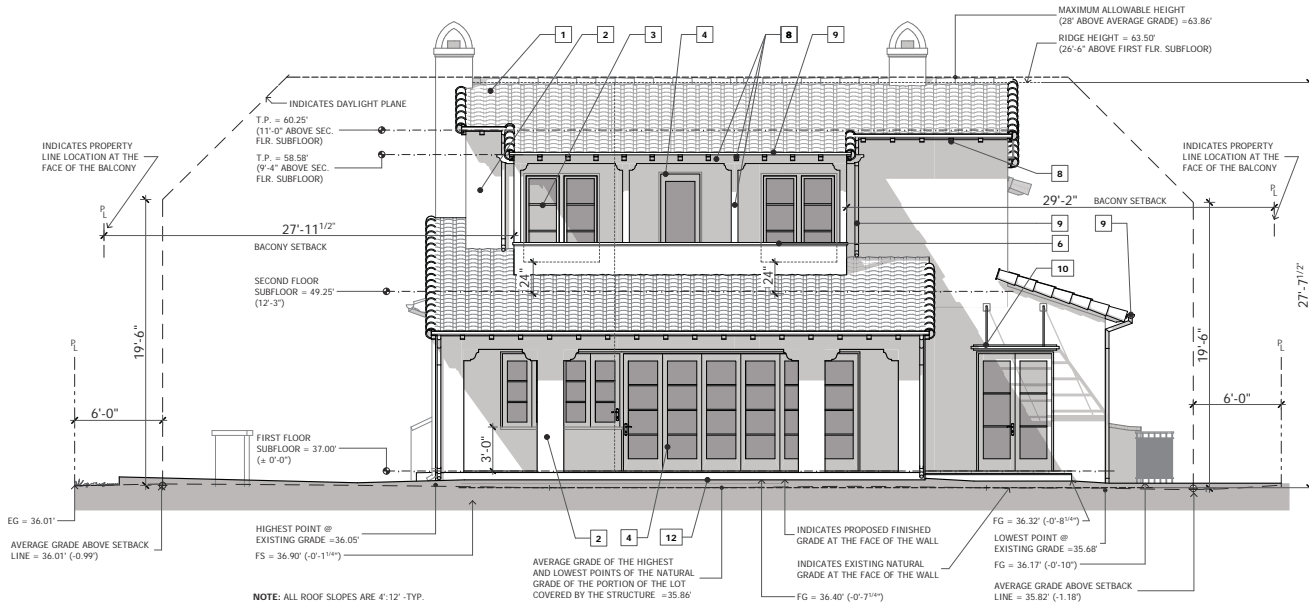 MAXIMUM ALLOWABLE HEIGHT
(28' ABOVE AVERAGE GRADE) =63.86'
RIDGE HEIGHT = 63.50'
(26'-6" ABOVE FIRST FLR. SUBFLOOR)
1
2
3
4
8
9
INDICATES DAYLIGHT PLANE
T.P. = 60.25'
(11'-0" ABOVE SEC.
FLR. SUBFLOOR)
T.P. = 58.58'
(9'-4" ABOVE SEC.
FLR. SUBFLOOR)
INDICATES PROPERTY
LINE LOCATION AT THE
FACE OF THE BALCONY
INDICATES PROPERTY
LINE LOCATION AT THE
FACE OF THE BALCONY
PL
PL
8
29'-2"
BACONY SETBACK
27'-11 1/2"
BACONY SETBACK
9
6
9
10
24"
24"
SECOND FLOOR
SUBFLOOR = 49.25'
(12'-3")
27'-7 1/2"
19'-6"
19'-6"
PL
PL
6'-0"
6'-0"
3'-0"
FIRST FLOOR
SUBFLOOR = 37.00'
(± 0'-0")
EG = 36.01'
AVERAGE GRADE ABOVE SETBACK
LINE = 36.01' (-0.99')
HIGHEST POINT @
EXISTING GRADE =36.05'
FS = 36.90' (-0'-1 1/4")
2
4
12
AVERAGE GRADE OF THE HIGHEST
AND LOWEST POINTS OF THE NATURAL
GRADE OF THE PORTION OF THE LOT
COVERED BY THE STRUCTURE =35.86'
INDICATES PROPOSED FINISHED
GRADE AT THE FACE OF THE WALL
INDICATES EXISTING NATURAL
GRADE AT THE FACE OF THE WALL
FG = 36.40' (-0'-7 1/4")
FG = 36.32' (-0'-8 1/4")
LOWEST POINT @
EXISTING GRADE =35.68'
FG = 36.17' (-0'-10")
AVERAGE GRADE ABOVE SETBACK
LINE = 35.82' (-1.18')
NOTE: ALL ROOF SLOPES ARE 4':12' -TYP.